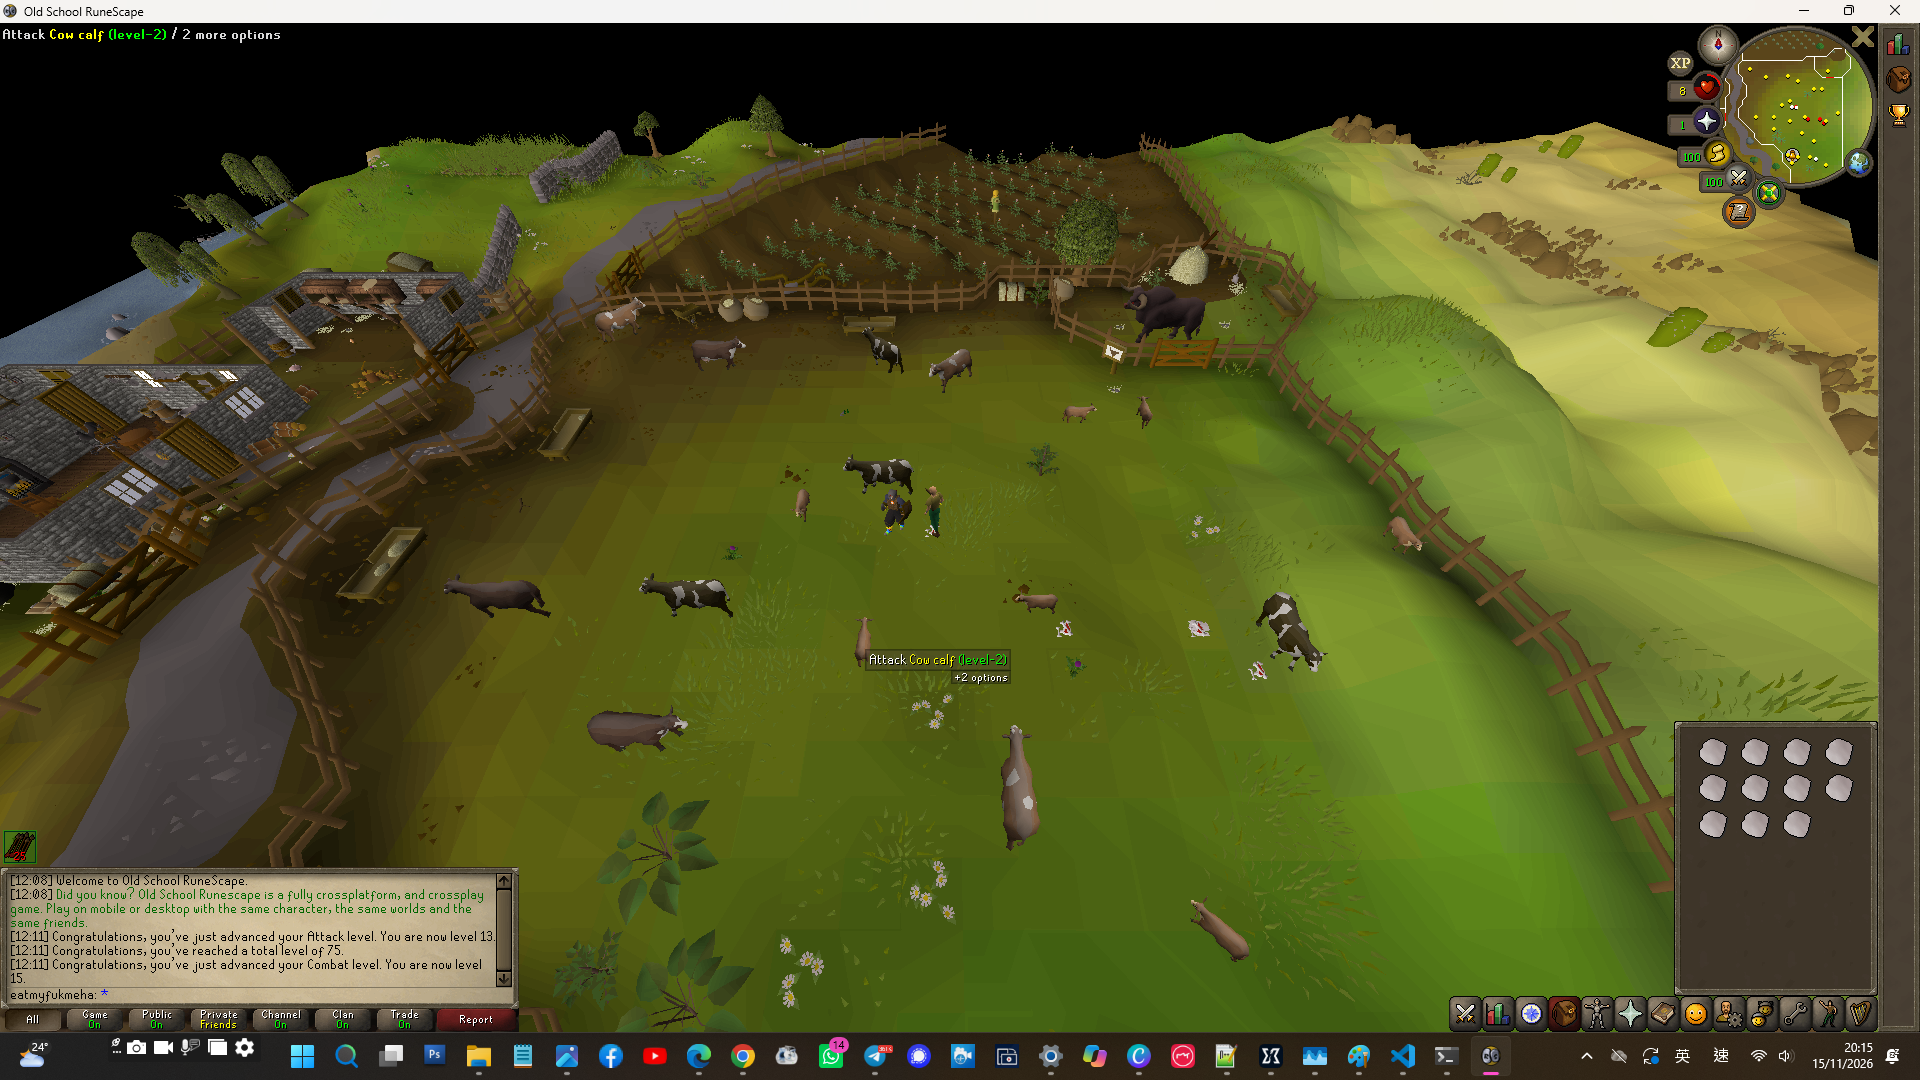 Old School RuneScape
Attack Cow calf (level-2) / 2 more options
N
XP
8
1
100
100
Attack Cow calf (level-2)
+2 options
23
[12:08] Welcome to Old School RuneScape.
[12:08] Did you know? Old School Runescape is a fully crossplatform, and crossplay
game. Play on mobile or desktop with the same character, the same worlds and the
same friends.
[12:11] Congratulations, you've just advanced your Attack level. You are now level 13.
[12:11] Congratulations, you've reached a total level of 75.
[12:11] Congratulations, you've just advanced your Combat level. You are now level
15.
eatmyfukmeha: *
All
Game
On
Public
On
Private
Friends
Channel
On
Clan
On
Trade
On
Report
24°
Ps
14
英
速
20:15
15/11/2026